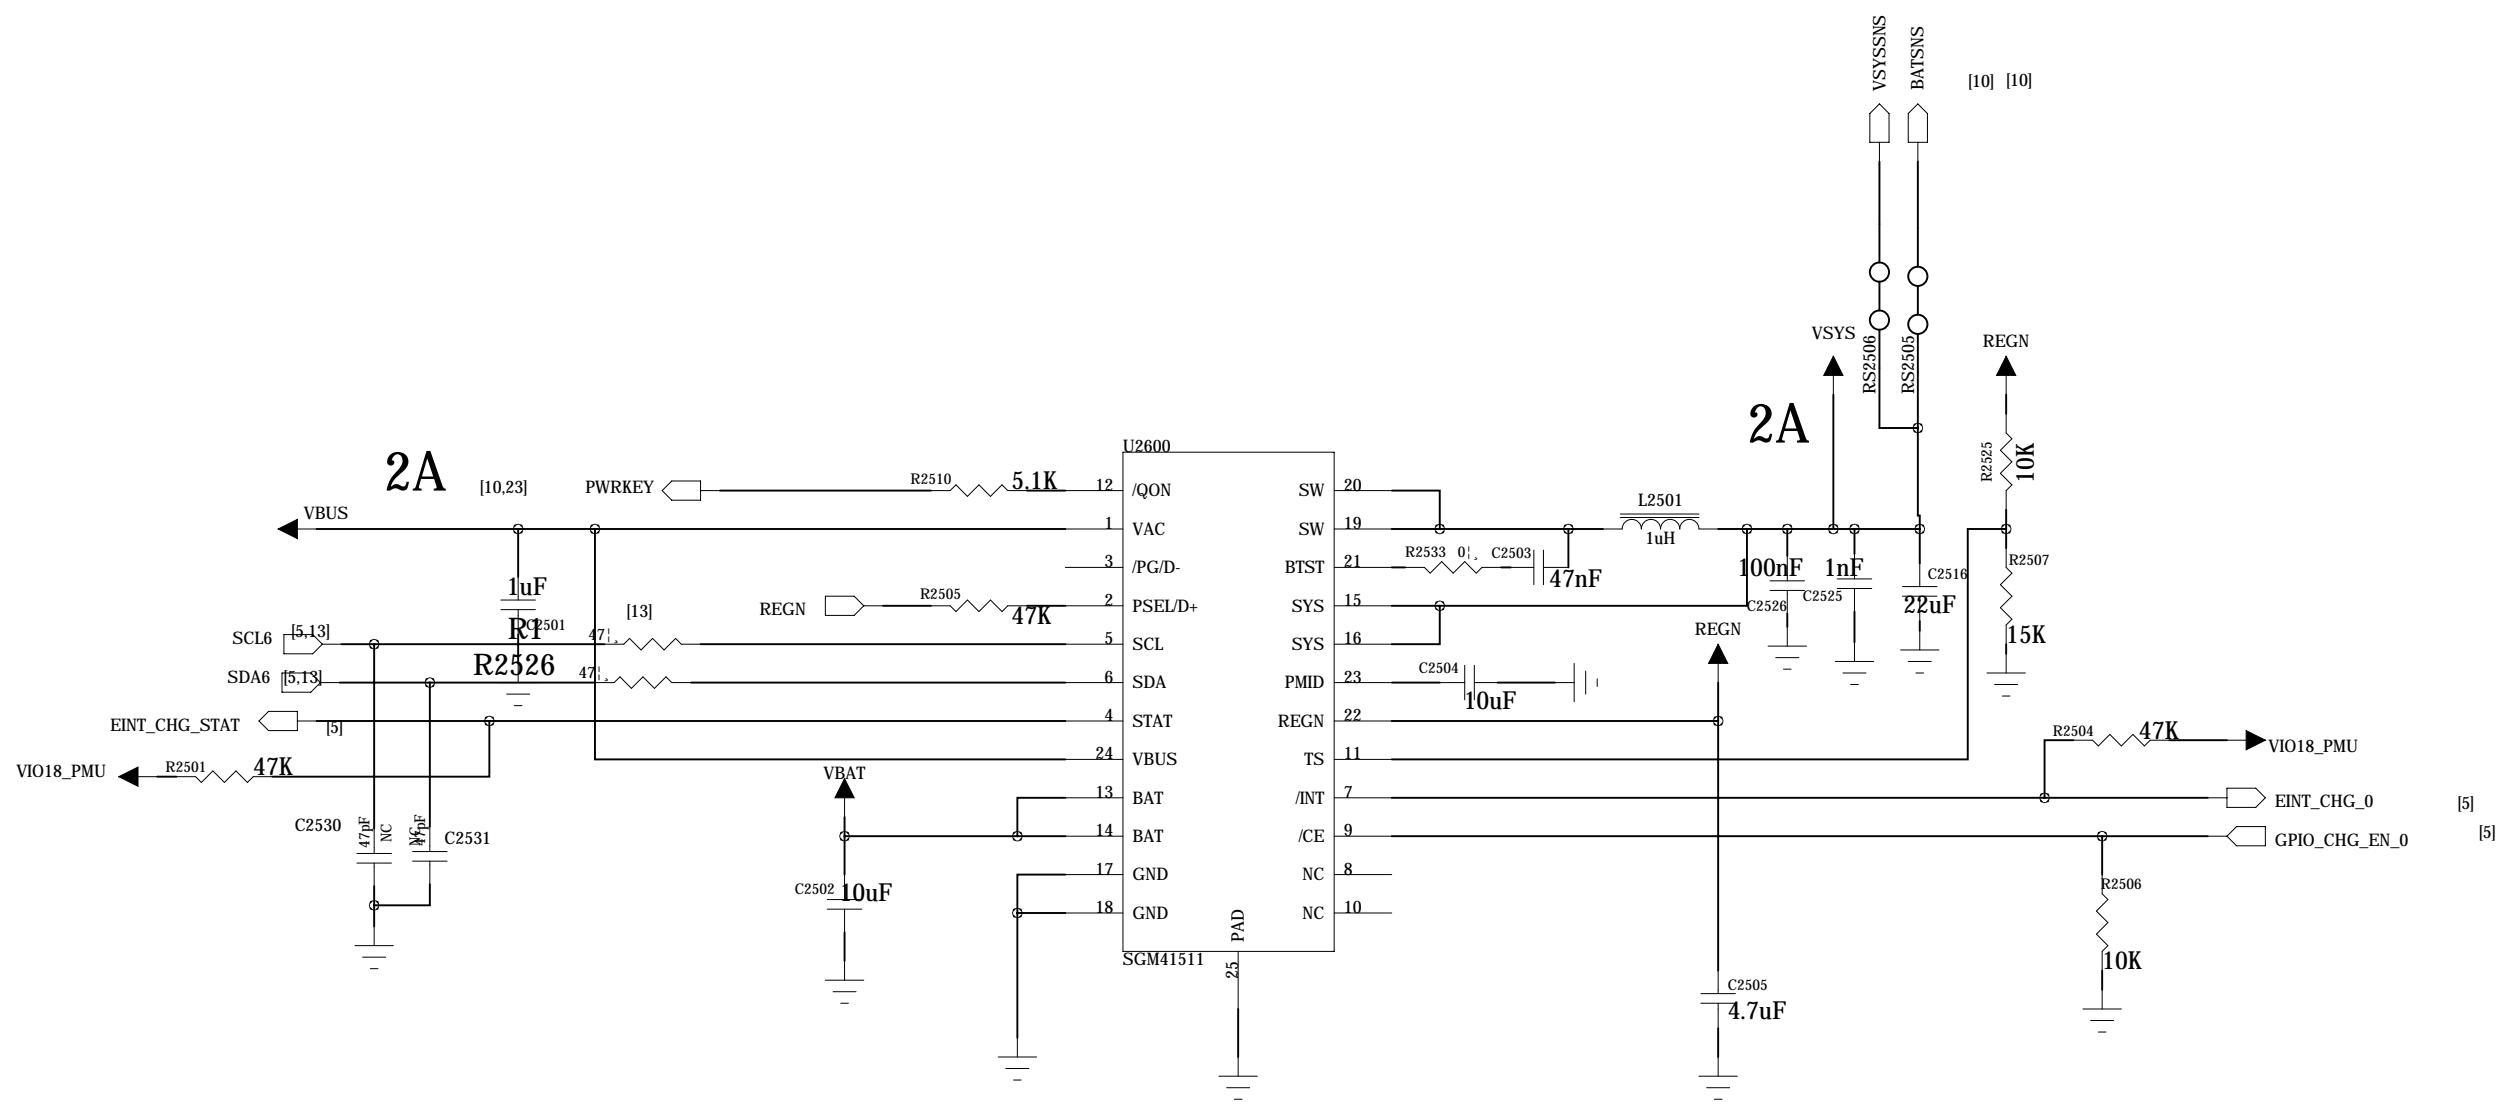 VSYSSNS
BATSNS
[10] [10]
VSYS
RS2506
RS2505
REGN
2A
2A
R2525
10K
U2600
[10,23]
PWRKEY
R2510
5.1K
12
/QON
SW
20
L2501
1uH
VBUS
1
VAC
SW
19
3
/PG/D-
BTST
21
R2533
0
C2503
47nF
100nF
C2526
1nF
C2525
C2516
22uF
R2507
15K
1uF
C2501
REGN
R2505
47K
2
PSEL/D+
SYS
15
[13]
SCL6
[5,13]
R1
47
5
SCL
SYS
16
REGN
SDA6
[5,13]
R2526
47
6
SDA
PMID
23
C2504
10uF
EINT_CHG_STAT
[5]
4
STAT
REGN
22
R2504
47K
VIO18_PMU
VIO18_PMU
R2501
47K
24
VBUS
TS
11
VBAT
13
BAT
/INT
7
EINT_CHG_0
[5]
C2530
47pF
NC
NC
47pF
C2531
14
BAT
/CE
9
GPIO_CHG_EN_0
[5]
C2502
10uF
17
GND
NC
8
R2506
10K
18
GND
NC
10
PAD
25
SGM41511
C2505
4.7uF